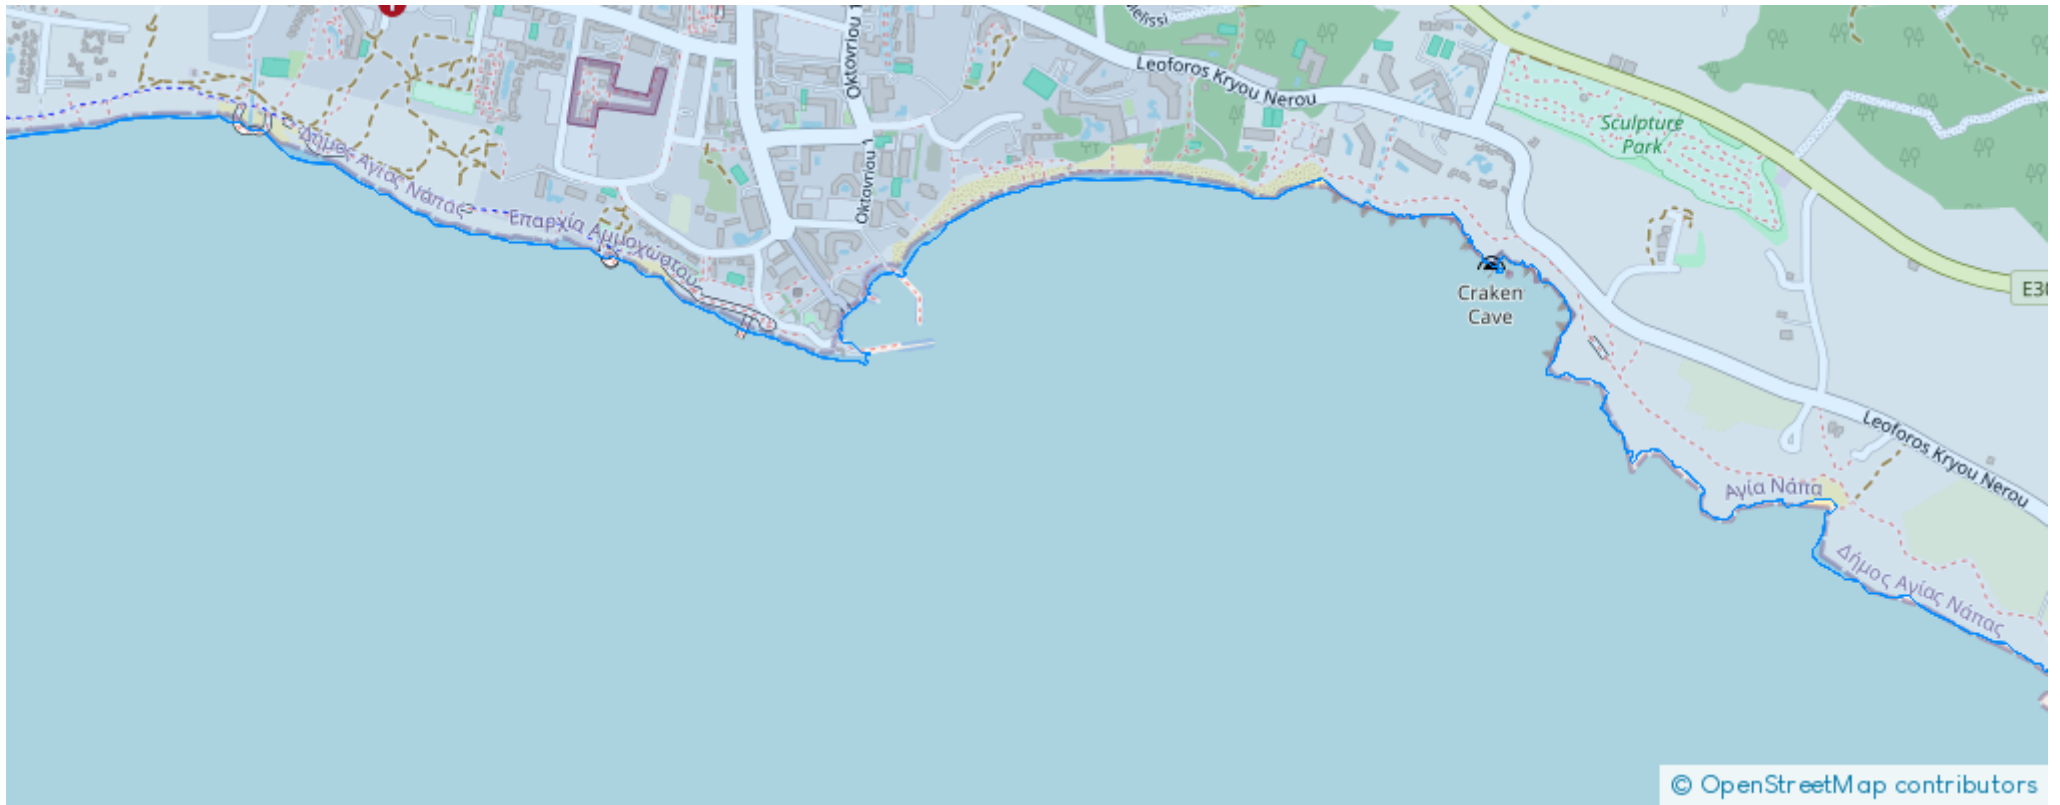 Leoforos Kryou Nerou
Oktovriou 1
Sculpture
Park
Oktovriou 1
Δήμος Αγίας Νάπας
Επαρχία Αμμοχώστου
Craken
Cave
E30
Leoforos Kryou Nerou
Αγία Νάπα
Δήμος Αγίας Νάπας
© OpenStreetMap contributors